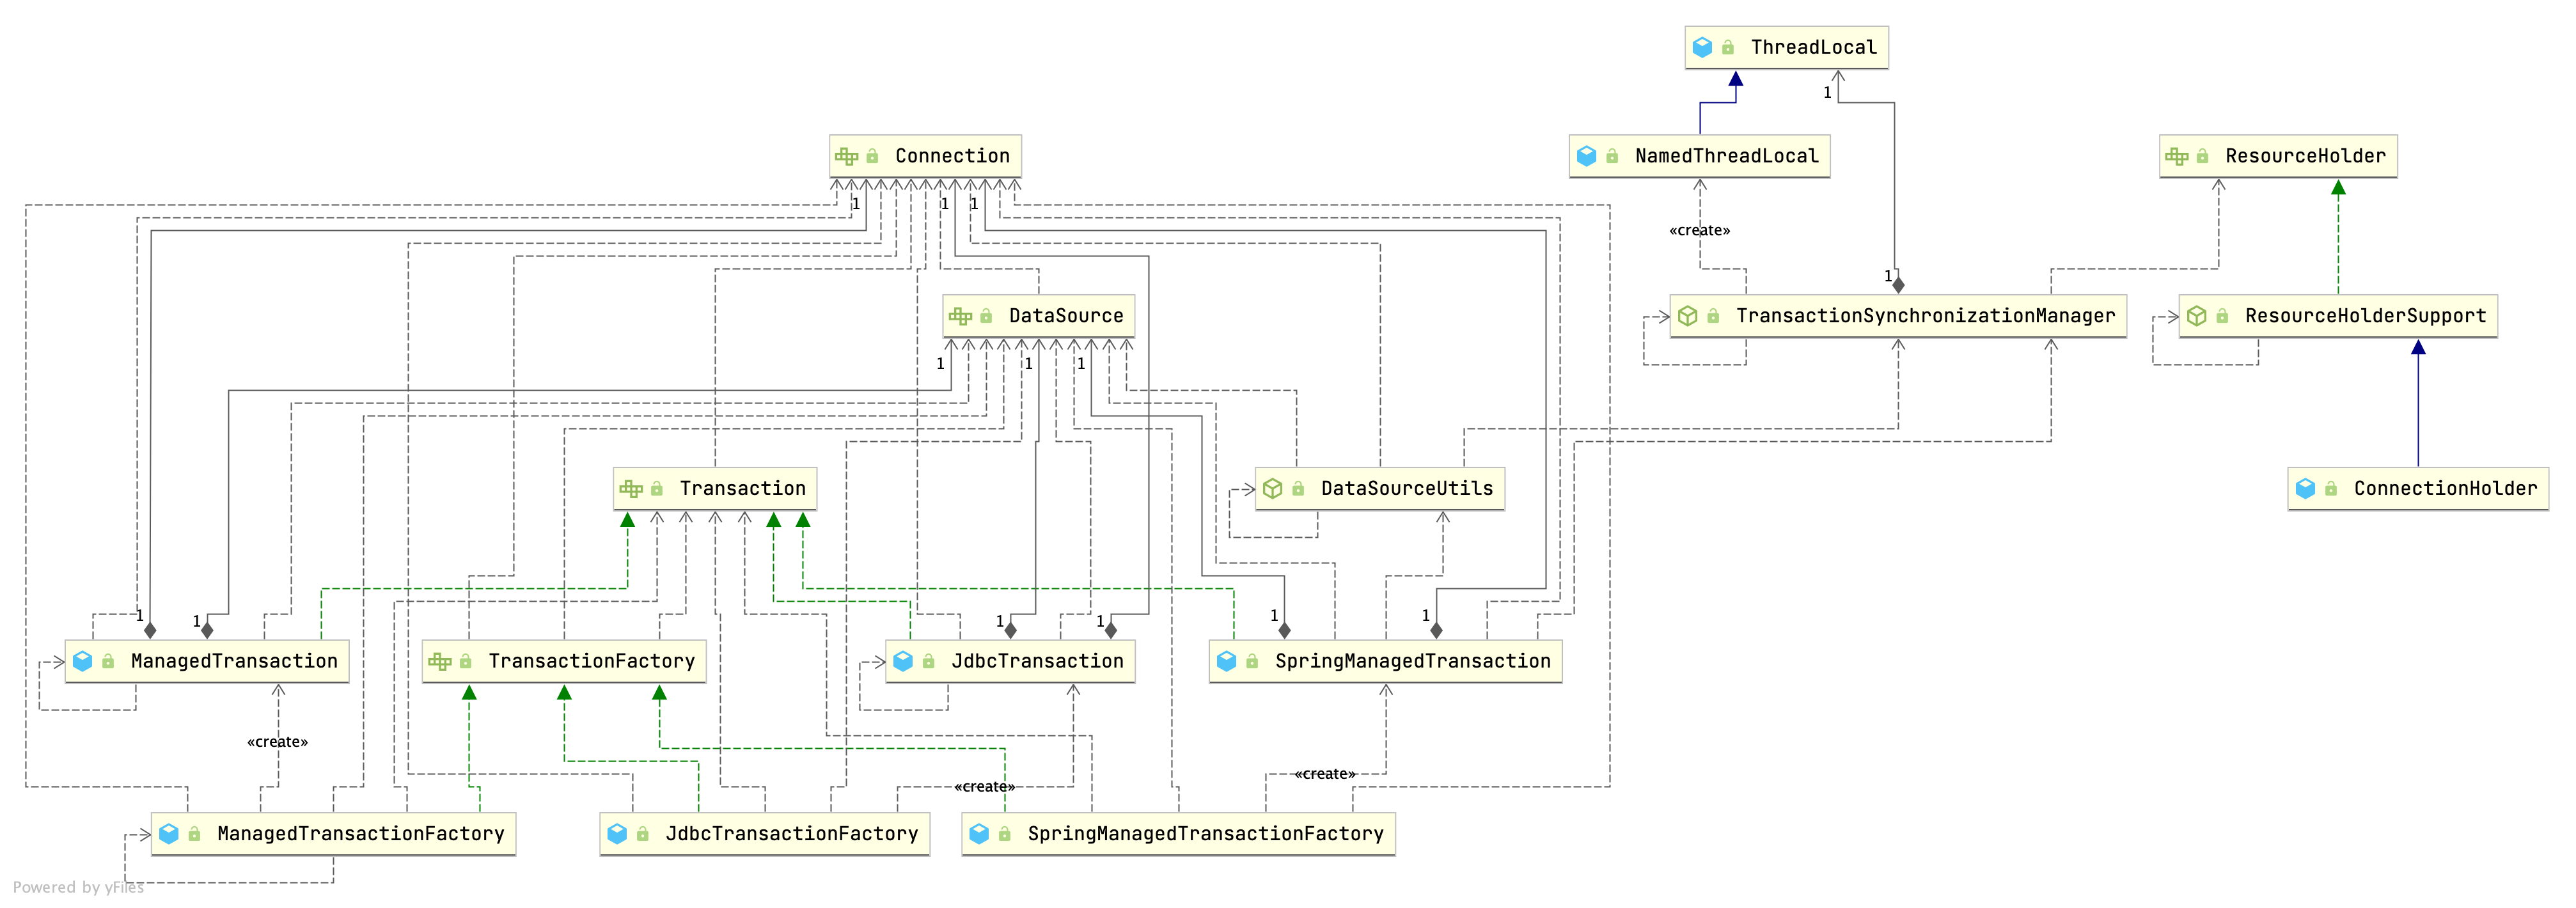 ThreadLocal
1
Connection
NamedThreadLocal
ResourceHolder
1
1
1
«create»
1
DataSource
TransactionSynchronizationManager
ResourceHolderSupport
1
1
1
Transaction
DataSourceUtils
ConnectionHolder
1
1
1
1
1
1
ManagedTransaction
TransactionFactory
JdbcTransaction
SpringManagedTransaction
«create»
«create»
«create»
ManagedTransactionFactory
JdbcTransactionFactory
SpringManagedTransactionFactory
Powered by yFiles